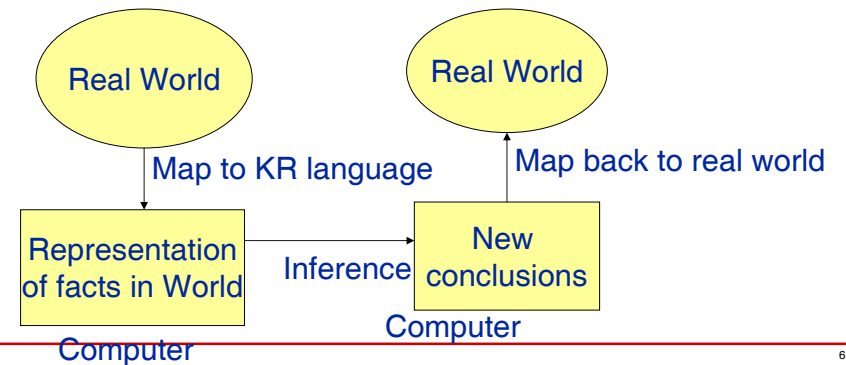 Real World
Real World
Map to KR language
Map back to real world
Representation
of facts in World
Inference
New
conclusions
Computer
Computer
6